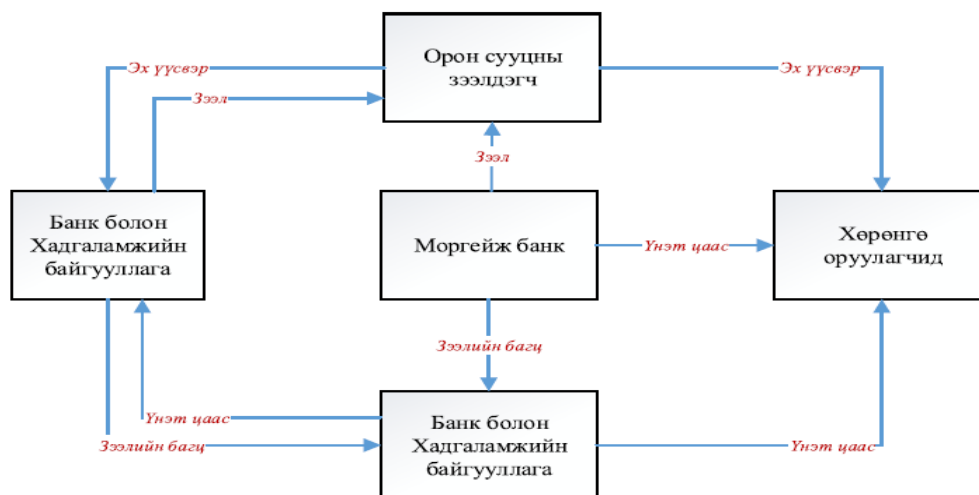 Эх үүсвэр
Орон сууцны
зээлдэгч
Эх үүсвэр
Зээл
Зээл
Банк болон
Хадгаламжийн
байгууллага
Моргейж банк
Үнэт цаас
Хөрөнгө
оруулагчид
Зээлийн багц
Үнэт цаас
Зээлийн багц
Банк болон
Хадгаламжийн
байгууллага
Үнэт цаас